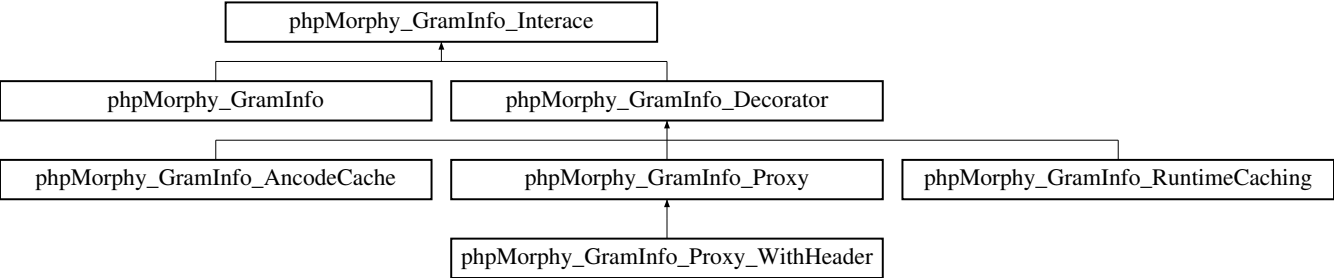 phpMorphy_GramInfo_Interace
phpMorphy_GramInfo
phpMorphy_GramInfo_Decorator
phpMorphy_GramInfo_AncodeCache
phpMorphy_GramInfo_Proxy
phpMorphy_GramInfo_RuntimeCaching
phpMorphy_GramInfo_Proxy_WithHeader